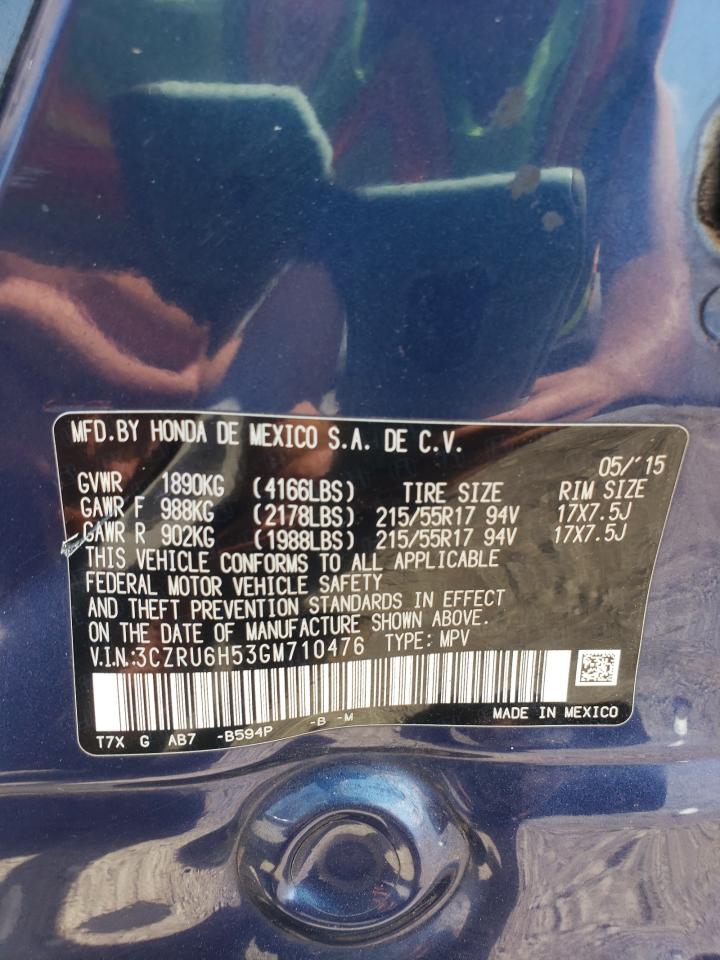 MFD.BY HONDA DE MEXICO S.A. DE C.V.
05/'15
GVWR 1890KG (4166LBS) TIRE SIZE RIM SIZE
GAWR F 988KG (2178LBS) 215/55R17 94V 17X7.5J
GAWR R 902KG (1988LBS) 215/55R17 94V 17X7.5J
THIS VEHICLE CONFORMS TO ALL APPLICABLE
FEDERAL MOTOR VEHICLE SAFETY
AND THEFT PREVENTION STANDARDS IN EFFECT
ON THE DATE OF MANUFACTURE SHOWN ABOVE.
V.I.N.:3CZRU6H53GM710476 TYPE: MPV
T7X G AB7 -B594P -B -M MADE IN MEXICO